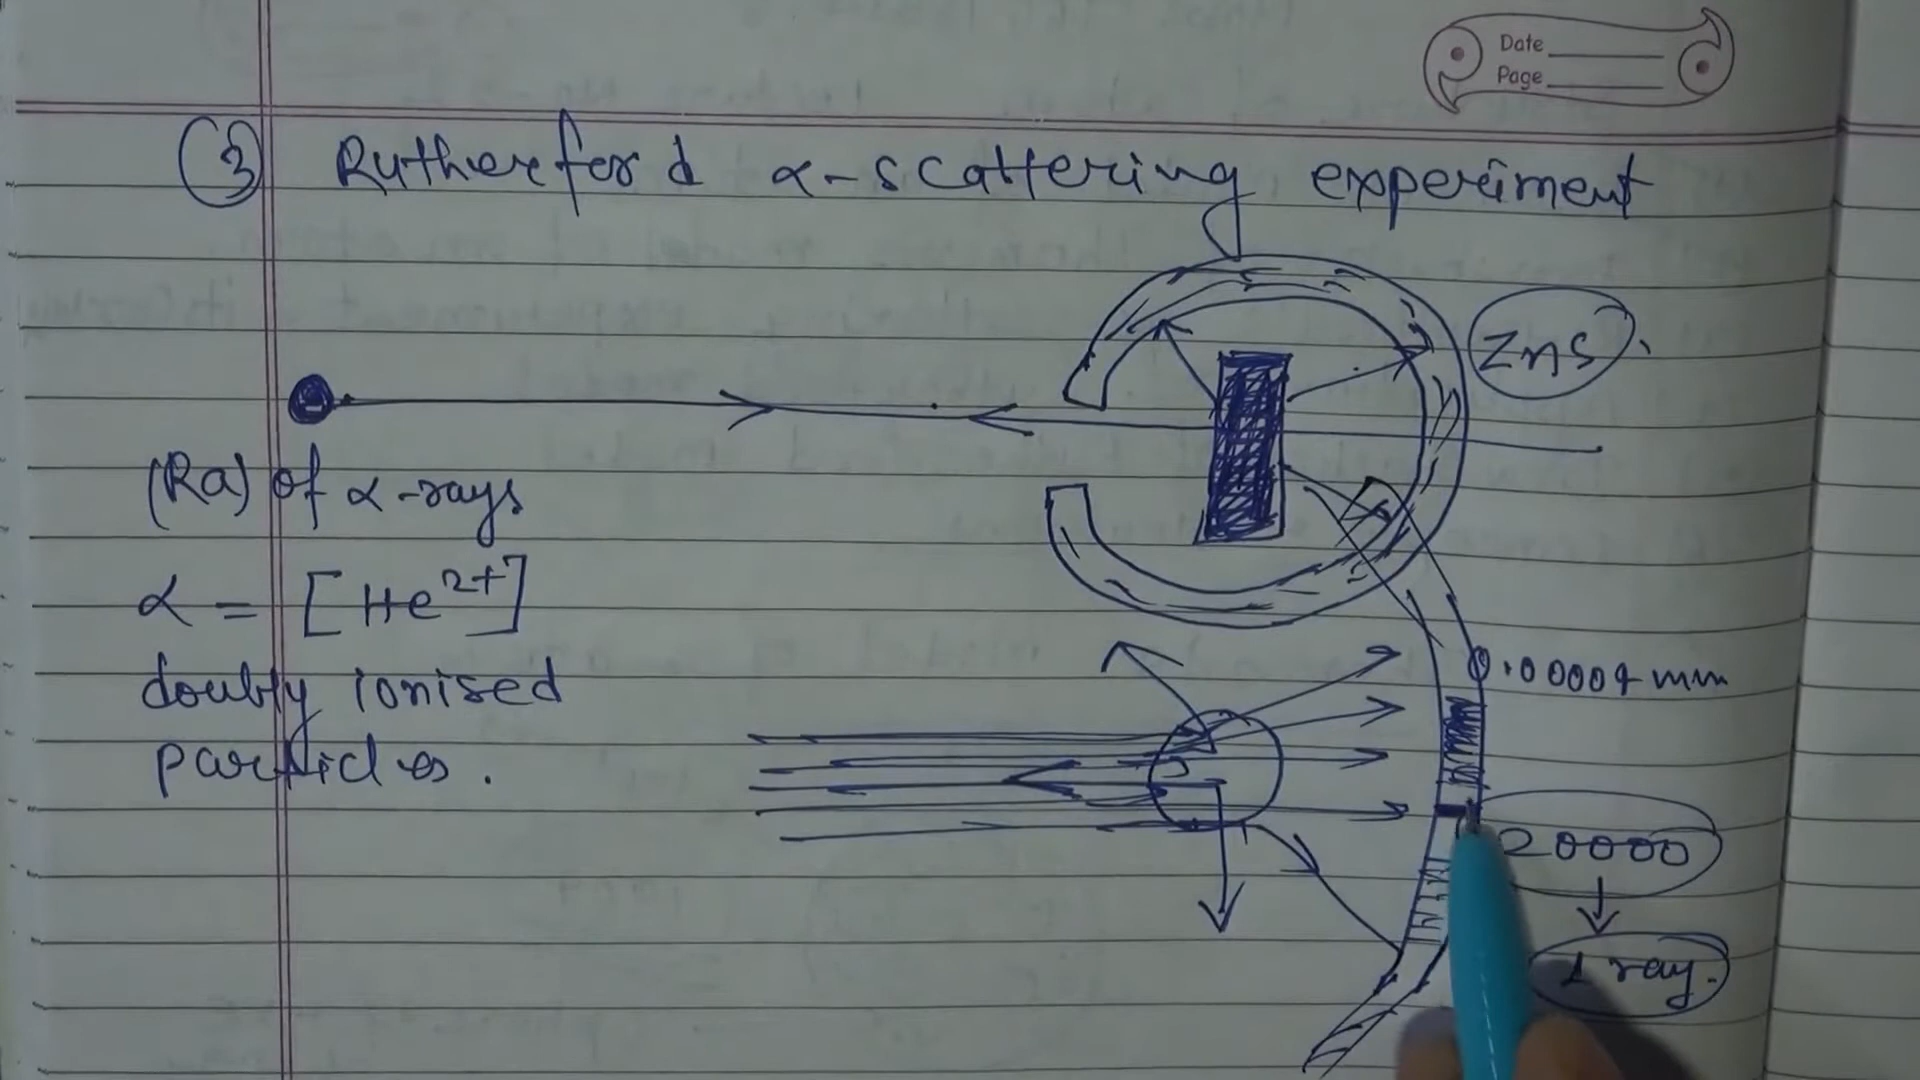 Date
Page
(3) Rutherford α-scattering experiment
ZnS.
(Ra) of α-rays
α = [He²⁺]
doubly ionised
particles.
0.00004 mm
20000
↓
1 ray.